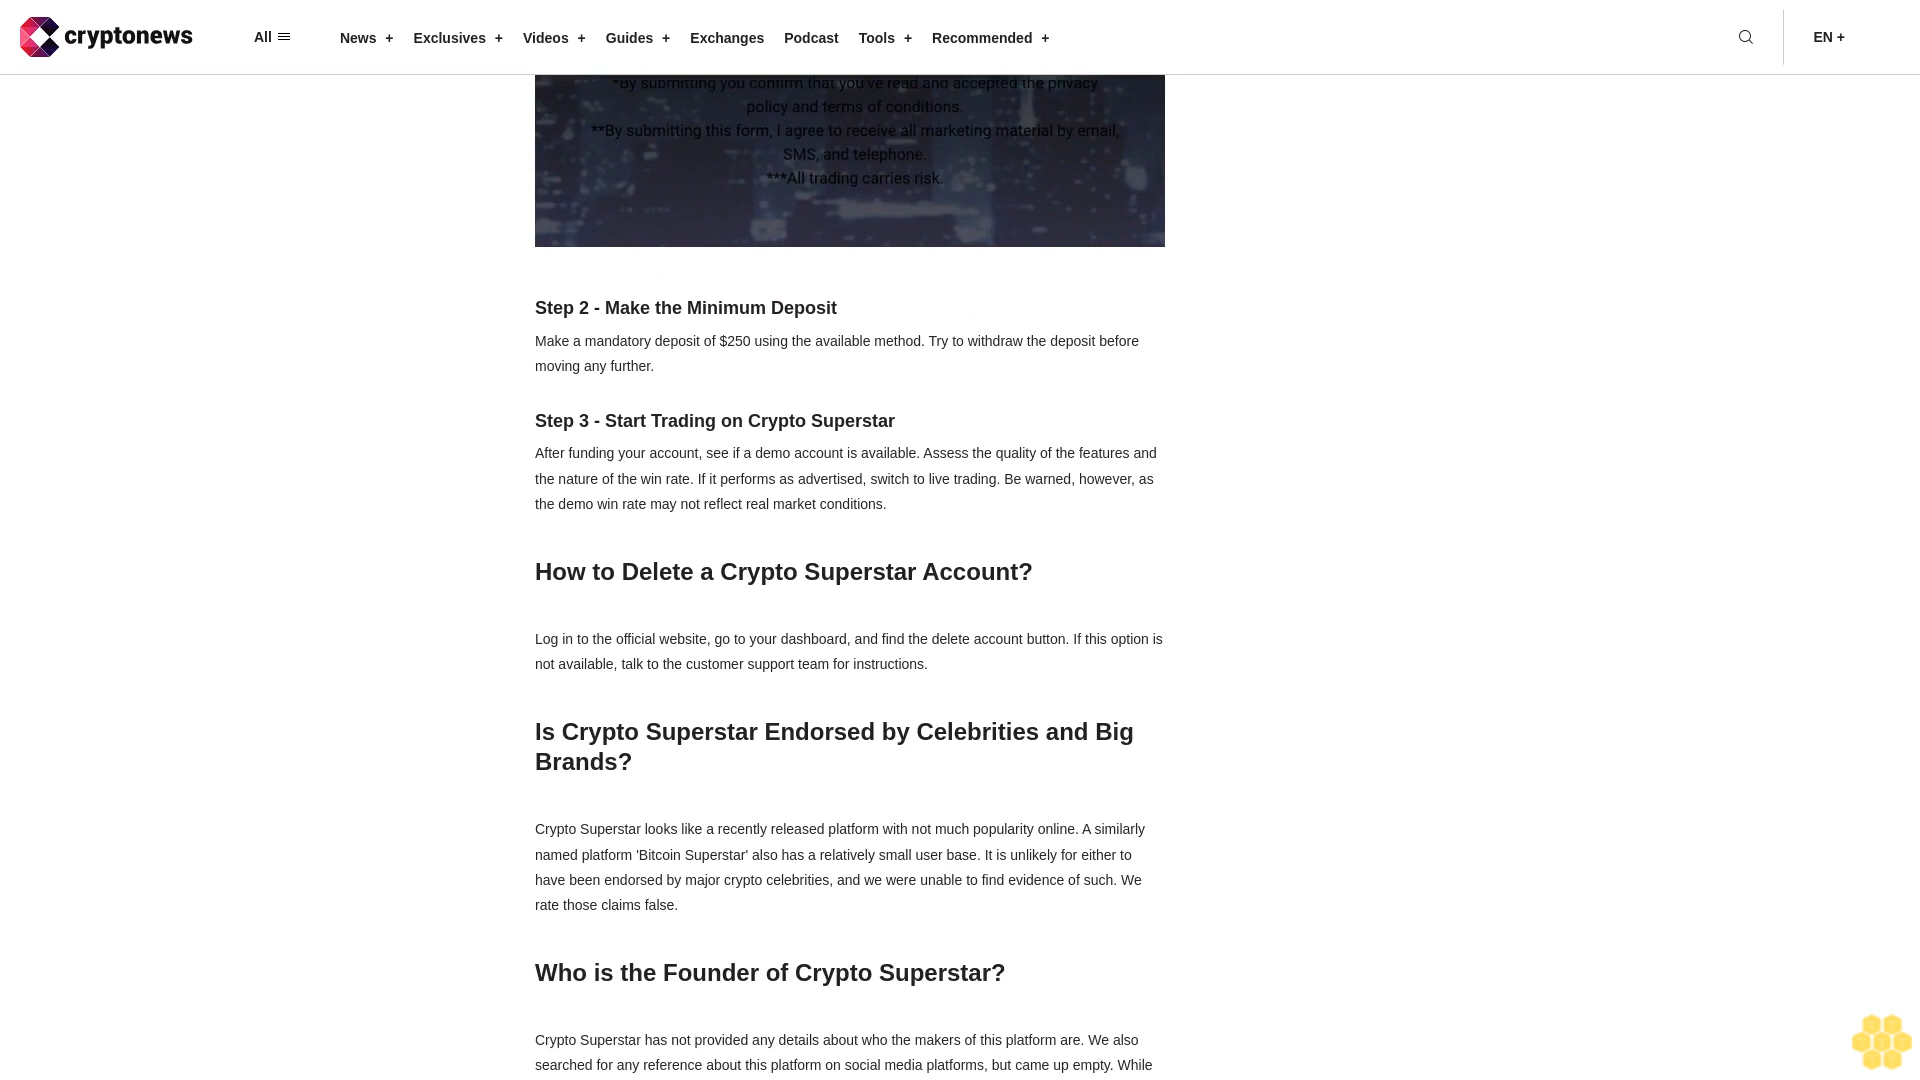 cryptonews
All
News + Exclusives + Videos + Guides + Exchanges Podcast Tools + Recommended +
EN +
*By submitting you confirm that you've read and accepted the privacy
policy and terms of conditions.
**By submitting this form, I agree to receive all marketing material by email,
SMS, and telephone.
***All trading carries risk.
Step 2 - Make the Minimum Deposit
Make a mandatory deposit of $250 using the available method. Try to withdraw the deposit before
moving any further.
Step 3 - Start Trading on Crypto Superstar
After funding your account, see if a demo account is available. Assess the quality of the features and
the nature of the win rate. If it performs as advertised, switch to live trading. Be warned, however, as
the demo win rate may not reflect real market conditions.
How to Delete a Crypto Superstar Account?
Log in to the official website, go to your dashboard, and find the delete account button. If this option is
not available, talk to the customer support team for instructions.
Is Crypto Superstar Endorsed by Celebrities and Big
Brands?
Crypto Superstar looks like a recently released platform with not much popularity online. A similarly
named platform 'Bitcoin Superstar' also has a relatively small user base. It is unlikely for either to
have been endorsed by major crypto celebrities, and we were unable to find evidence of such. We
rate those claims false.
Who is the Founder of Crypto Superstar?
Crypto Superstar has not provided any details about who the makers of this platform are. We also
searched for any reference about this platform on social media platforms, but came up empty. While